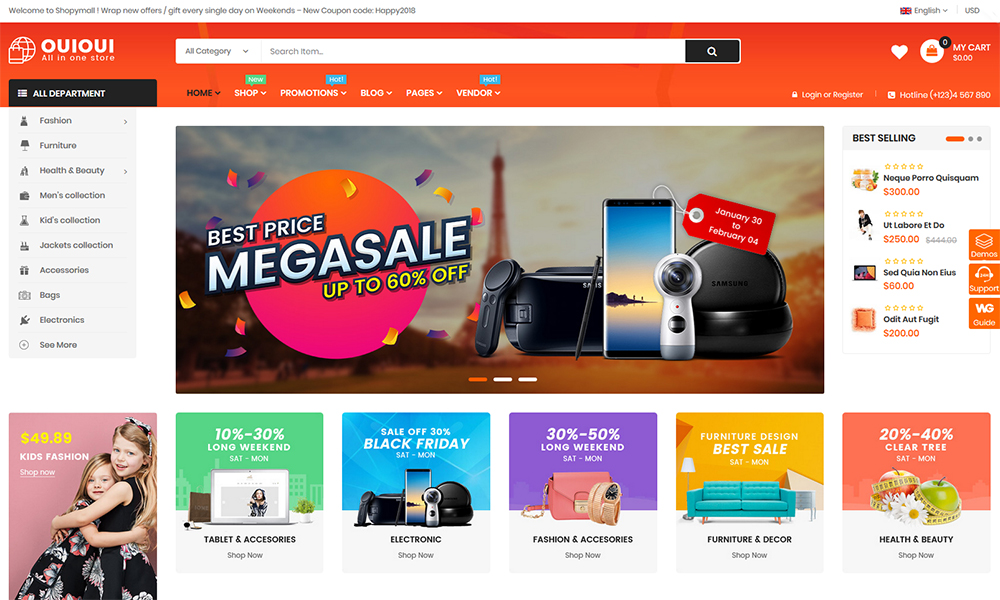 Welcome to Shopymall ! Wrap new offers / gift every single day on Weekends – New Coupon code: Happy2018
English
USD
OUIOUI
All in one store
All Category
Search Item...
0
MY CART
$0.00
ALL DEPARTMENT
New
Hot!
Hot!
HOME
SHOP
PROMOTIONS
BLOG
PAGES
VENDOR
Login or Register
Hotline (+123)4 567 890
Fashion
Furniture
Health & Beauty
Men's collection
Kid's collection
Jackets collection
Accessories
Bags
Electronics
See More
BEST PRICE
MEGASALE
UP TO 60% OFF
January 30
to
February 04
SAMSUNG
BEST SELLING
Neque Porro Quisquam
$300.00
Ut Labore Et Do
$250.00 $444.00
Sed Quia Non Eius
$60.00
Odit Aut Fugit
$200.00
Demos
Support
WG
Guide
$49.89
KIDS FASHION
Shop now
10%-30%
LONG WEEKEND
SAT - MON
TABLET & ACCESORIES
Shop Now
SALE OFF 30%
BLACK FRIDAY
SAT - MON
ELECTRONIC
Shop Now
30%-50%
LONG WEEKEND
SAT - MON
FASHION & ACCESORIES
Shop Now
FURNITURE DESIGN
BEST SALE
SAT - MON
FURNITURE & DECOR
Shop Now
20%-40%
CLEAR TREE
SAT - MON
HEALTH & BEAUTY
Shop Now